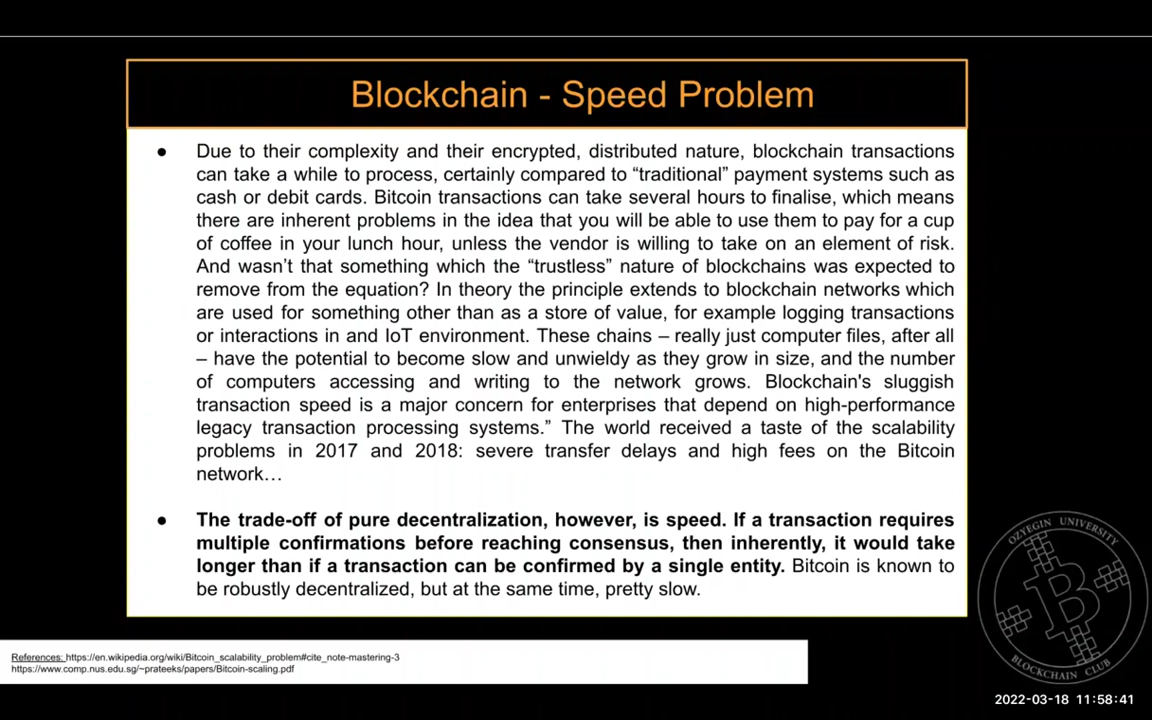 Blockchain - Speed Problem
● Due to their complexity and their encrypted, distributed nature, blockchain transactions
can take a while to process, certainly compared to “traditional” payment systems such as
cash or debit cards. Bitcoin transactions can take several hours to finalise, which means
there are inherent problems in the idea that you will be able to use them to pay for a cup
of coffee in your lunch hour, unless the vendor is willing to take on an element of risk.
And wasn’t that something which the “trustless” nature of blockchains was expected to
remove from the equation? In theory the principle extends to blockchain networks which
are used for something other than as a store of value, for example logging transactions
or interactions in and IoT environment. These chains – really just computer files, after all
– have the potential to become slow and unwieldy as they grow in size, and the number
of computers accessing and writing to the network grows. Blockchain's sluggish
transaction speed is a major concern for enterprises that depend on high-performance
legacy transaction processing systems.” The world received a taste of the scalability
problems in 2017 and 2018: severe transfer delays and high fees on the Bitcoin
network…
● The trade-off of pure decentralization, however, is speed. If a transaction requires
multiple confirmations before reaching consensus, then inherently, it would take
longer than if a transaction can be confirmed by a single entity. Bitcoin is known to
be robustly decentralized, but at the same time, pretty slow.
References: https://en.wikipedia.org/wiki/Bitcoin_scalability_problem#cite_note-mastering-3
https://www.comp.nus.edu.sg/~prateeks/papers/Bitcoin-scaling.pdf
OZYEGIN UNIVERSITY
BLOCKCHAIN CLUB
2022-03-18 11:58:41